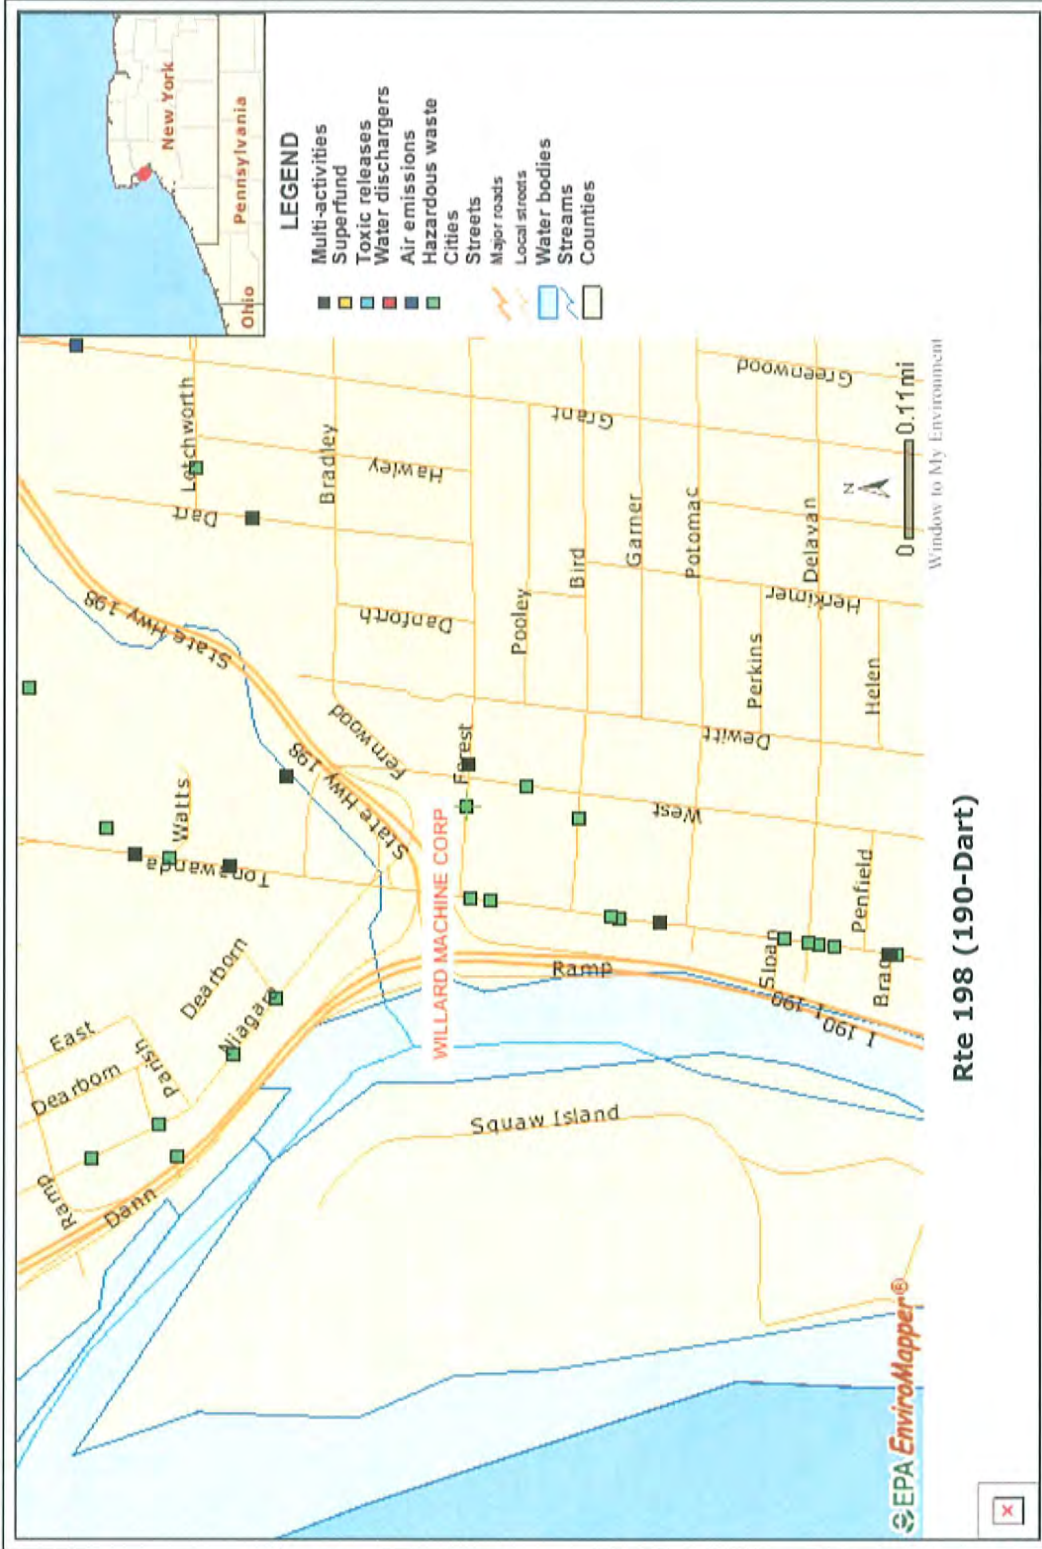 New York
Pennsylvania
Ohio
LEGEND
Multi-activities
Superfund
Toxic releases
Water dischargers
Air emissions
Hazardous waste
Cities
Streets
Major roads
Local streets
Water bodies
Streams
Counties
Ramp
Dann
Dearborn
East
Parish
Niagara
Dearborn
Tonawanda
Watts
State Hwy 198
State Hwy 198
Dart
Letchworth
Bradley
Hawley
Danforth
Fernwood
Forest
WILLARD MACHINE CORP
Squaw Island
Ramp
Pooley
Bird
Grant
Garner
Potomac
Greenwood
West
Dewitt
Perkins
Herkimer
Delavan
Helen
Sloan
Penfield
Brad
I 190
I 190
N
0 0.11 mi
EPA EnviroMapper®
Window to My Environment
Rte 198 (190-Dart)